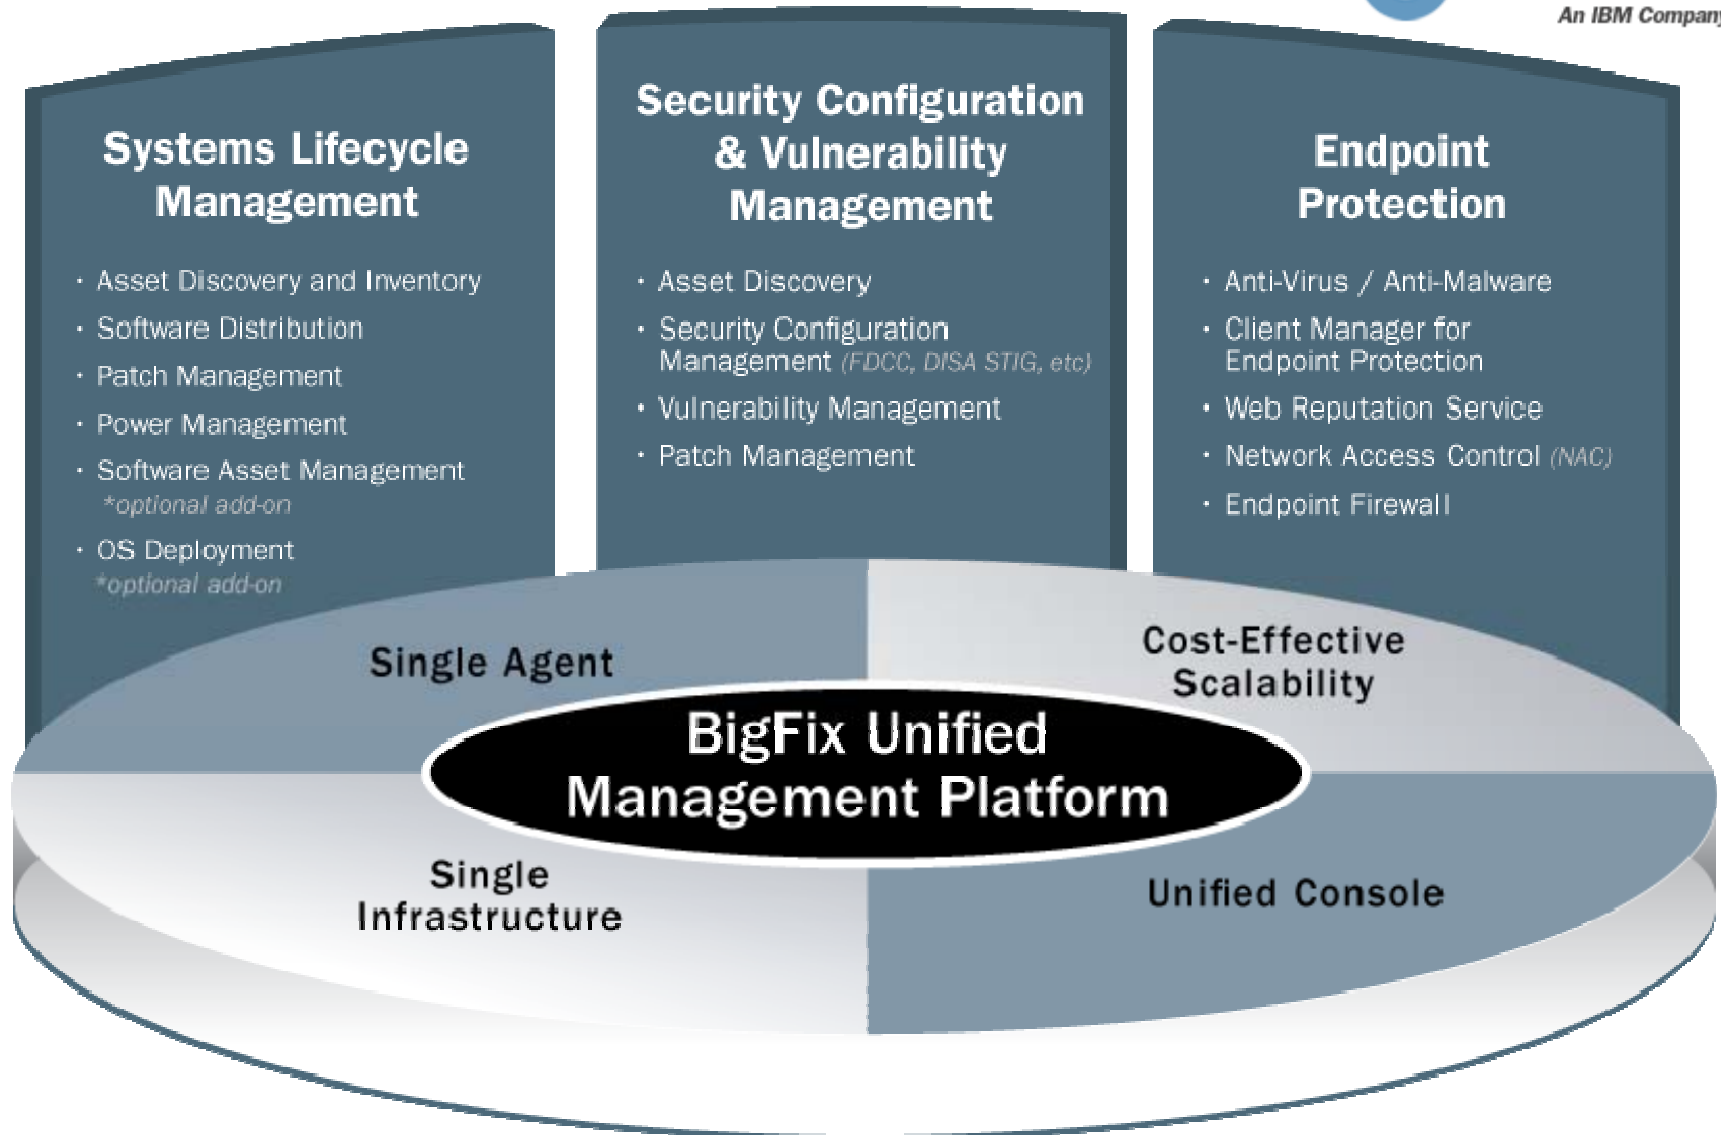 An IBM Company
Systems Lifecycle
Management
· Asset Discovery and Inventory
· Software Distribution
· Patch Management
· Power Management
· Software Asset Management
*optional add-on
· OS Deployment
*optional add-on
Security Configuration
& Vulnerability
Management
· Asset Discovery
· Security Configuration
Management (FDCC, DISA STIG, etc)
· Vulnerability Management
· Patch Management
Endpoint
Protection
· Anti-Virus / Anti-Malware
· Client Manager for
Endpoint Protection
· Web Reputation Service
· Network Access Control (NAC)
· Endpoint Firewall
Single Agent
Cost-Effective
Scalability
BigFix Unified
Management Platform
Single
Infrastructure
Unified Console